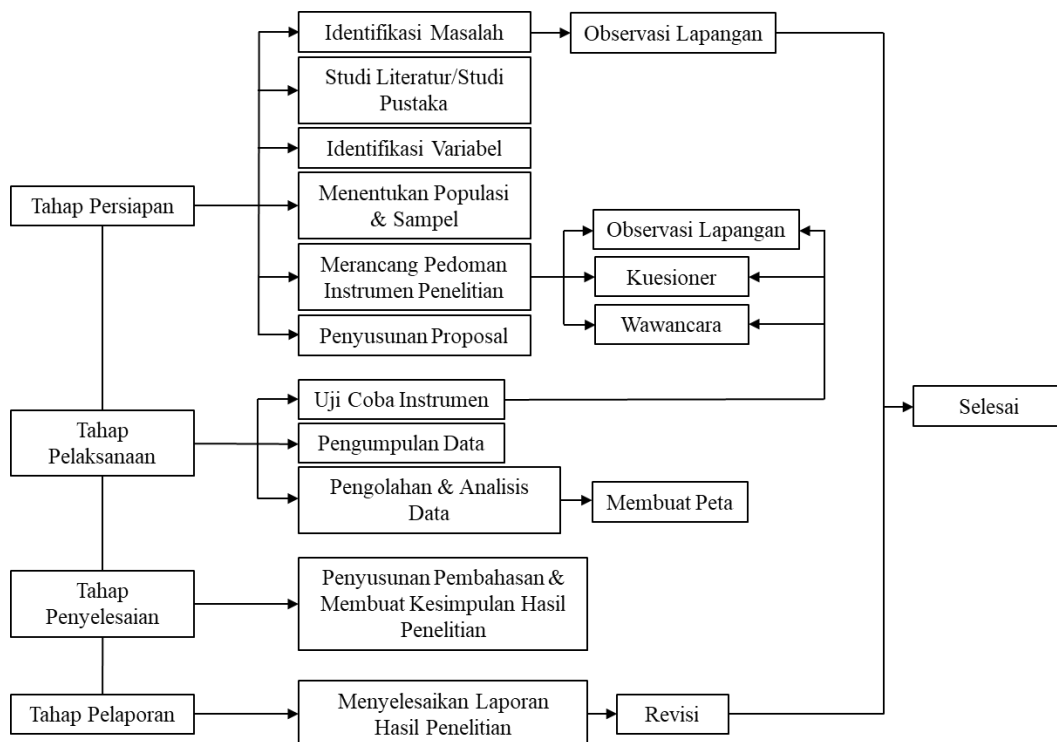 Identifikasi Masalah
Observasi Lapangan
Studi Literatur/Studi
Pustaka
Identifikasi Variabel
Tahap Persiapan
Menentukan Populasi
& Sampel
Merancang Pedoman
Instrumen Penelitian
Observasi Lapangan
Kuesioner
Wawancara
Penyusunan Proposal
Tahap
Pelaksanaan
Uji Coba Instrumen
Pengumpulan Data
Pengolahan & Analisis
Data
Membuat Peta
Selesai
Tahap
Penyelesaian
Penyusunan Pembahasan &
Membuat Kesimpulan Hasil
Penelitian
Tahap Pelaporan
Menyelesaikan Laporan
Hasil Penelitian
Revisi